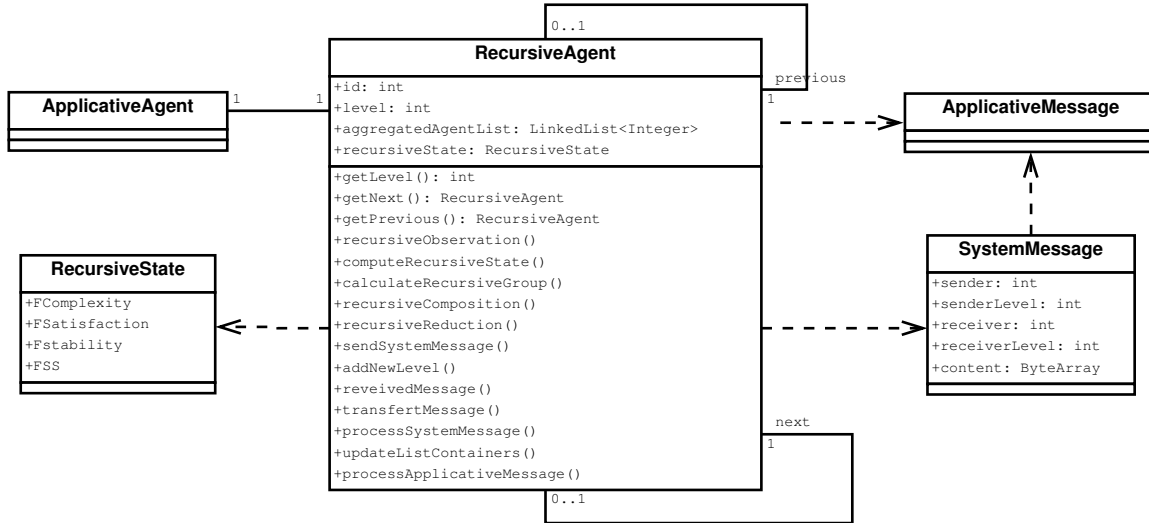 0..1
RecursiveAgent
+id: int
+level: int
+aggregatedAgentList: LinkedList<Integer>
+recursiveState: RecursiveState
+getLevel(): int
+getNext(): RecursiveAgent
+getPrevious(): RecursiveAgent
+recursiveObservation()
+computeRecursiveState()
+calculateRecursiveGroup()
+recursiveComposition()
+recursiveReduction()
+sendSystemMessage()
+addNewLevel()
+reveivedMessage()
+transfertMessage()
+processSystemMessage()
+updateListContainers()
+processApplicativeMessage()
previous
1
next
1
0..1
ApplicativeAgent
1
1
RecursiveState
+FComplexity
+FSatisfaction
+Fstability
+FSS
ApplicativeMessage
SystemMessage
+sender: int
+senderLevel: int
+receiver: int
+receiverLevel: int
+content: ByteArray